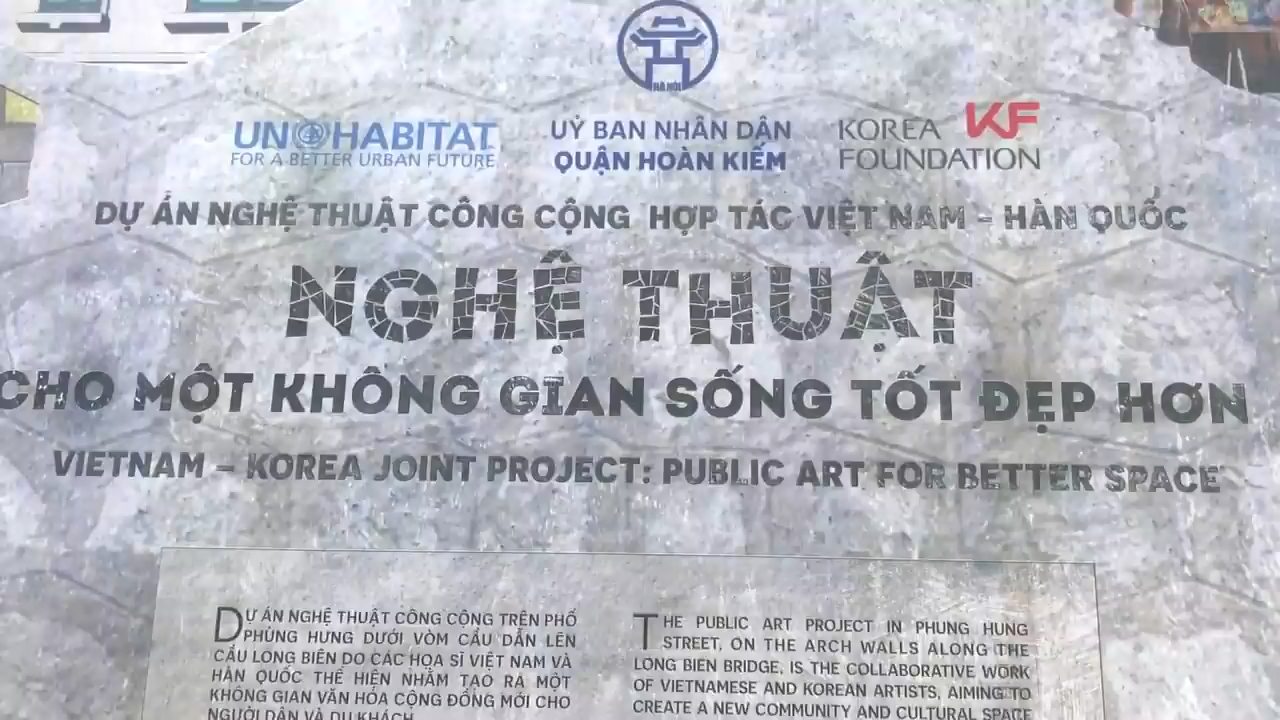 HÀ NỘI
UN HABITAT
FOR A BETTER URBAN FUTURE
UỶ BAN NHÂN DÂN
QUẬN HOÀN KIẾM
KOREA KF
FOUNDATION
DỰ ÁN NGHỆ THUẬT CÔNG CỘNG HỢP TÁC VIỆT NAM – HÀN QUỐC
NGHỆ THUẬT
CHO MỘT KHÔNG GIAN SỐNG TỐT ĐẸP HƠN
VIETNAM – KOREA JOINT PROJECT: PUBLIC ART FOR BETTER SPACE
DỰ ÁN NGHỆ THUẬT CÔNG CỘNG TRÊN PHỐ
PHÙNG HƯNG DƯỚI VÒM CẦU DẪN LÊN
CẦU LONG BIÊN DO CÁC HỌA SĨ VIỆT NAM VÀ
HÀN QUỐC THỂ HIỆN NHẰM TẠO RA MỘT
KHÔNG GIAN VĂN HÓA CỘNG ĐỒNG MỚI CHO
NGƯỜI DÂN VÀ DU KHÁCH.
THE PUBLIC ART PROJECT IN PHUNG HUNG
STREET, ON THE ARCH WALLS ALONG THE
LONG BIEN BRIDGE, IS THE COLLABORATIVE WORK
OF VIETNAMESE AND KOREAN ARTISTS, AIMING TO
CREATE A NEW COMMUNITY AND CULTURAL SPACE